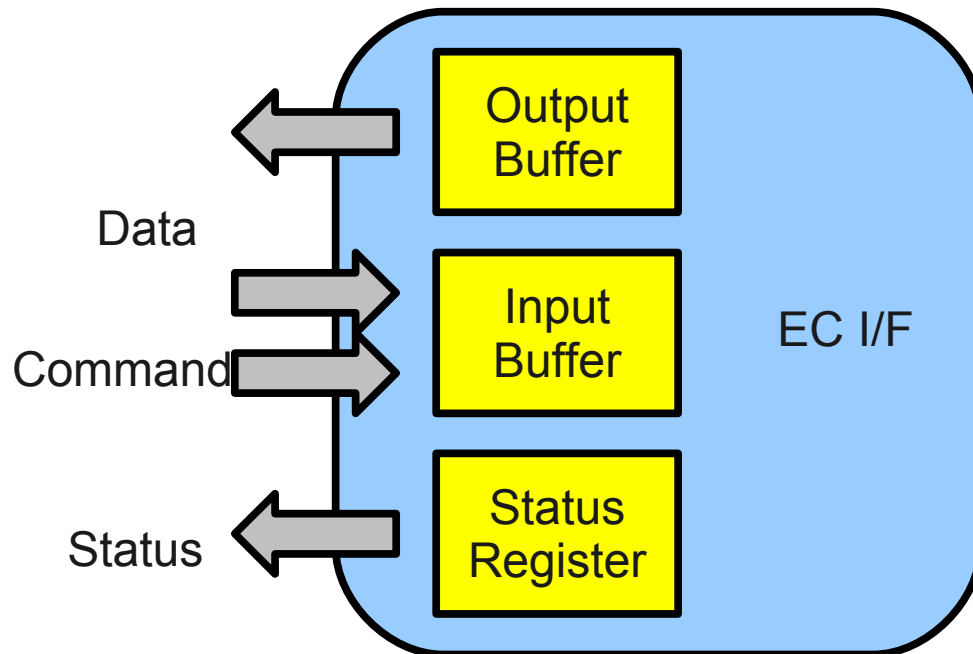 Output
Buffer
Data
Input
Buffer
EC I/F
Command
Status
Register
Status